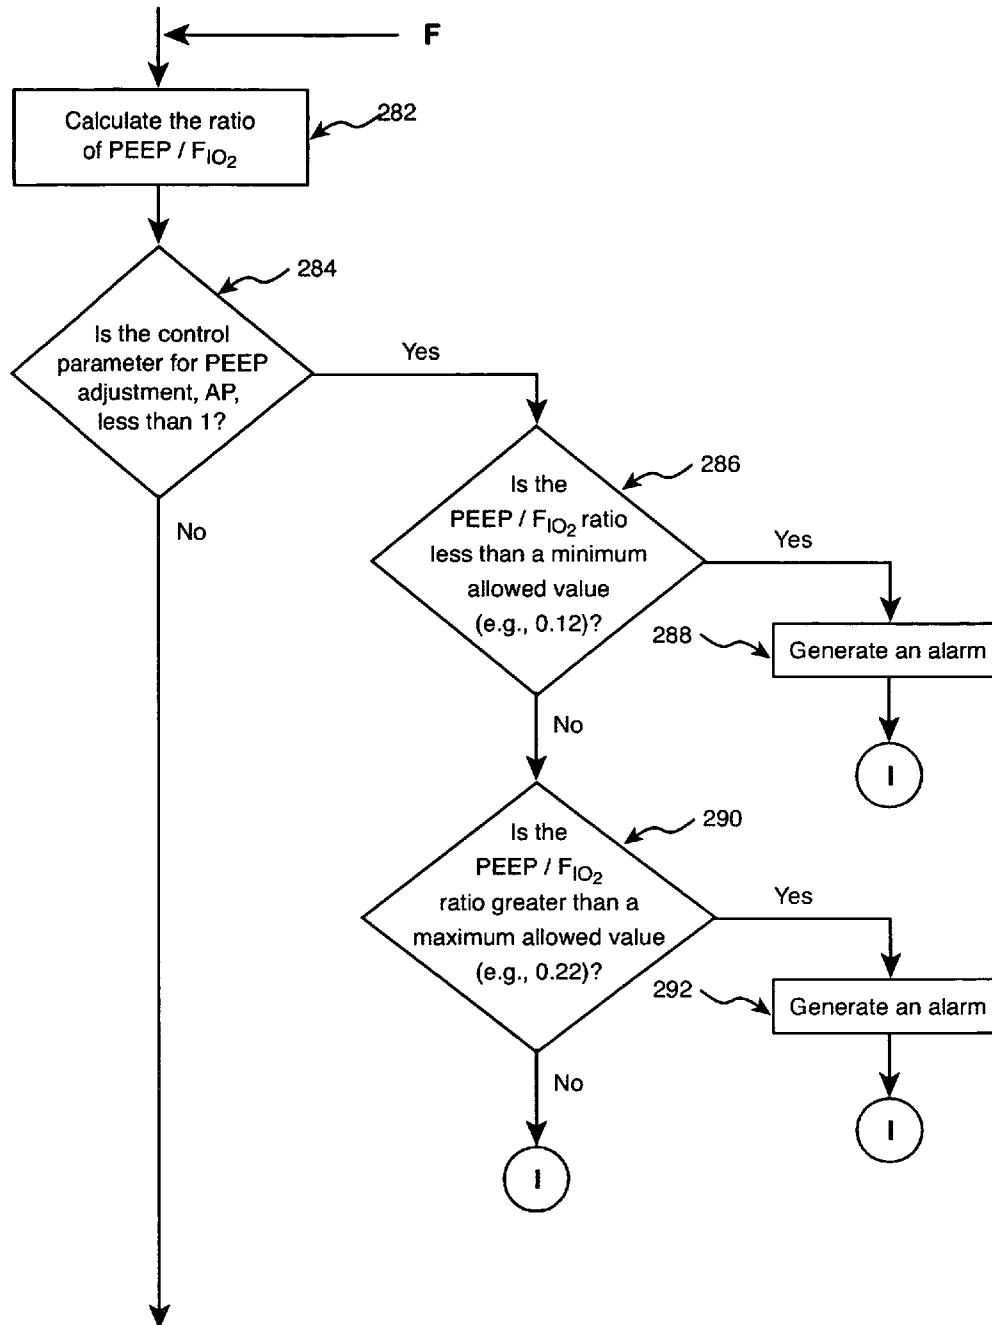 F
Calculate the ratio
of PEEP / FIO2
282
284
Is the control
parameter for PEEP
adjustment, AP,
less than 1?
Yes
No
286
Is the
PEEP / FIO2 ratio
less than a minimum
allowed value
(e.g., 0.12)?
Yes
288
Generate an alarm
I
No
290
Is the
PEEP / FIO2
ratio greater than a
maximum allowed value
(e.g., 0.22)?
Yes
292
Generate an alarm
I
No
I